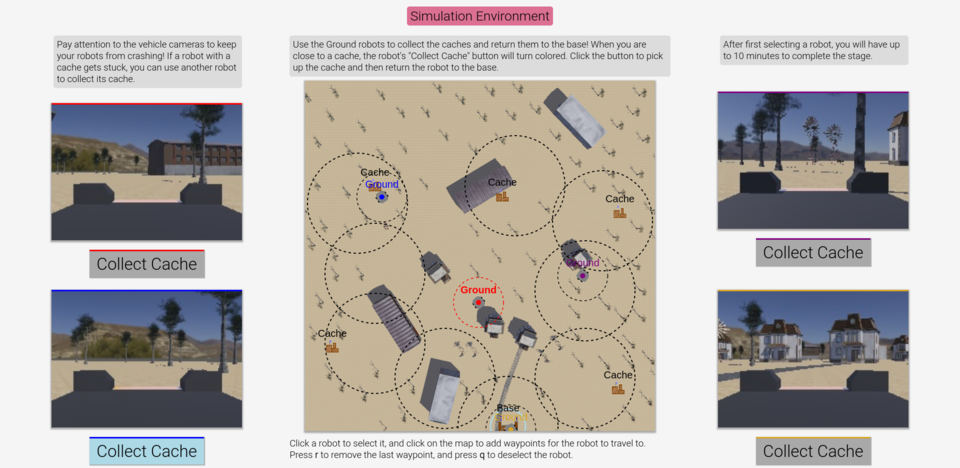 Simulation Environment
Pay attention to the vehicle cameras to keep
your robots from crashing! If a robot with a
cache gets stuck, you can use another robot
to collect its cache.
Use the Ground robots to collect the caches and return them to the base! When you are
close to a cache, the robot's "Collect Cache" button will turn colored. Click the button to pick
up the cache and then return the robot to the base.
After first selecting a robot, you will have up
to 10 minutes to complete the stage.
Cache
Ground
Cache
Cache
Ground
Ground
Cache
Cache
Base
Collect Cache
Collect Cache
Collect Cache
Collect Cache
Click a robot to select it, and click on the map to add waypoints for the robot to travel to.
Press r to remove the last waypoint, and press q to deselect the robot.